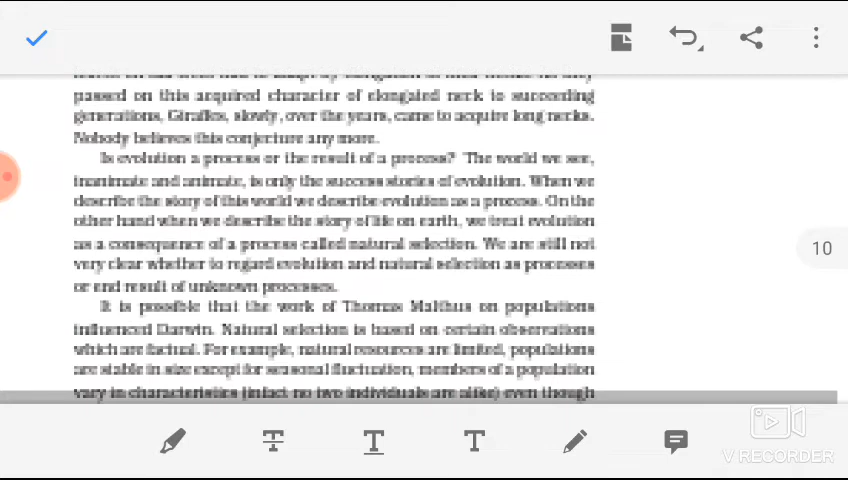 passed on this acquired character of elongated neck to succeeding
generations, Giraffes, slowly, over the years, came to acquire long necks.
Nobody believes this conjecture any more.
Is evolution a process or the result of a process? The world we see,
inanimate and animate, is only the success stories of evolution. When we
describe the story of this world we describe evolution as a process. On the
other hand when we describe the story of life on earth, we treat evolution
as a consequence of a process called natural selection. We are still not
very clear whether to regard evolution and natural selection as processes
or end result of unknown processes.
10
It is possible that the work of Thomas Malthus on populations
influenced Darwin. Natural selection is based on certain observations
which are factual. For example, natural resources are limited, populations
are stable in size except for seasonal fluctuation, members of a population
vary in characteristics (infact no two individuals are alike) even though
V RECORDER